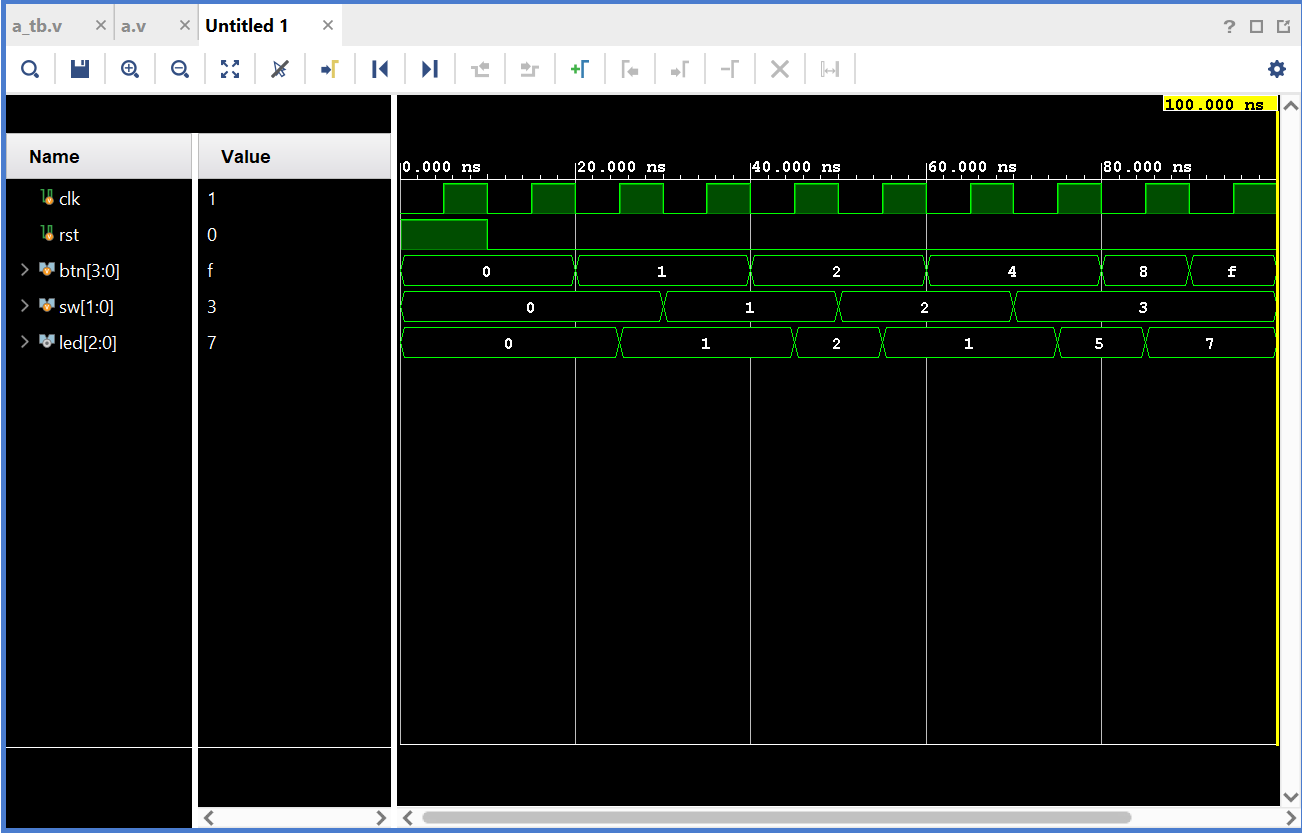 a_tb.v × a.v × Untitled 1 ×
100.000 ns
Name Value
0.000 ns 20.000 ns 40.000 ns 60.000 ns 80.000 ns
clk 1
rst 0
btn[3:0] f 0 1 2 4 8 f
sw[1:0] 3 0 1 2 3
led[2:0] 7 0 1 2 1 5 7